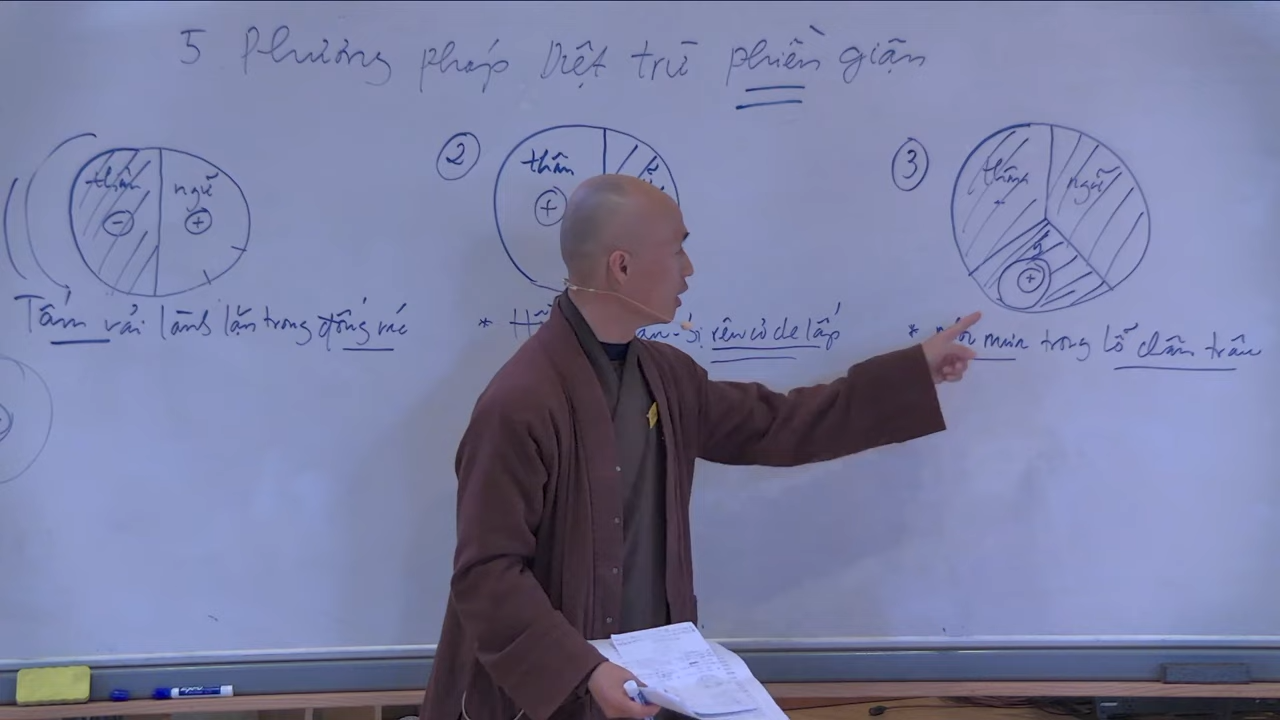 5 Phương pháp Diệt trừ phiền giận
thân ngữ
- +
Tấm vải lành lặn trong đống rác
2
thân
+
rêu cỏ che lấp
3
thân ngữ
-
+
* mưa trong lỗ chân trâu